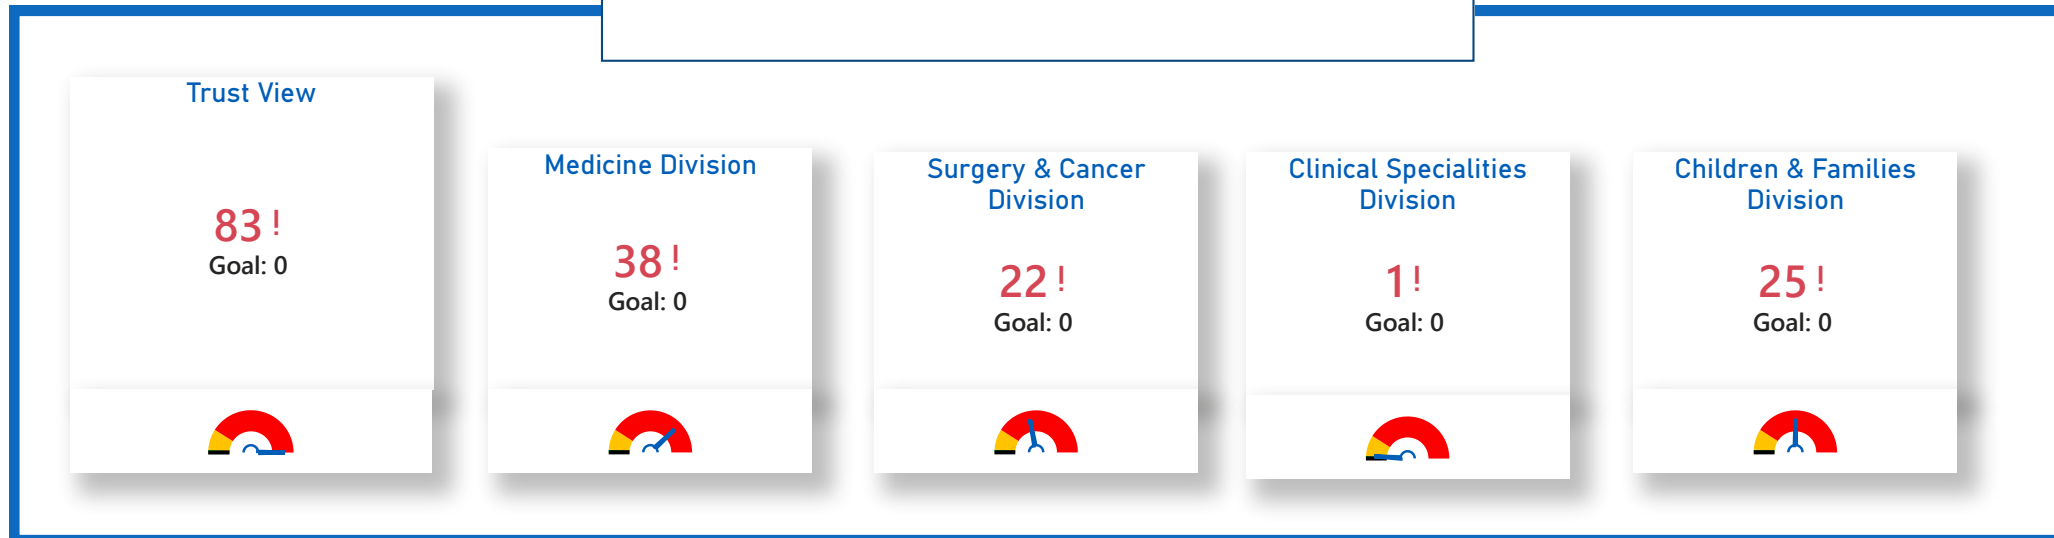 Trust View
83!
Goal: 0
Medicine Division
38!
Goal: 0
Surgery & Cancer
Division
22!
Goal: 0
Clinical Specialities
Division
1!
Goal: 0
Children & Families
Division
25!
Goal: 0